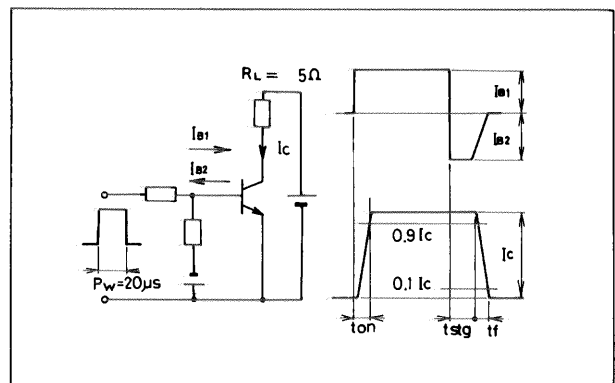 RL = 5Ω
IB1
IB2
Ic
PW=20μs
IB1
IB2
0.9 Ic
0.1 Ic
Ic
ton
tstg
tf